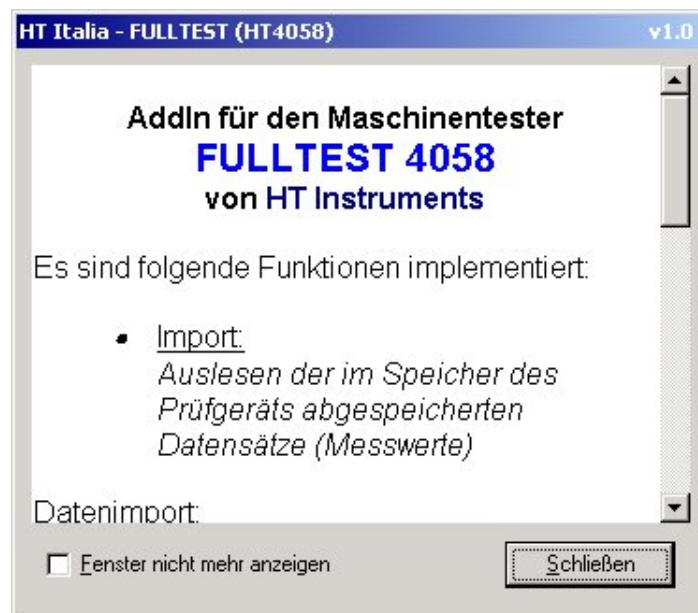 HT Italia - FULLTEST (HT4058) v1.0
AddIn für den Maschinentester
FULLTEST 4058
von HT Instruments
Es sind folgende Funktionen implementiert:
• Import:
Auslesen der im Speicher des
Prüfgeräts abgespeicherten
Datensätze (Messwerte)
Datenimport:
Fenster nicht mehr anzeigen
Schließen